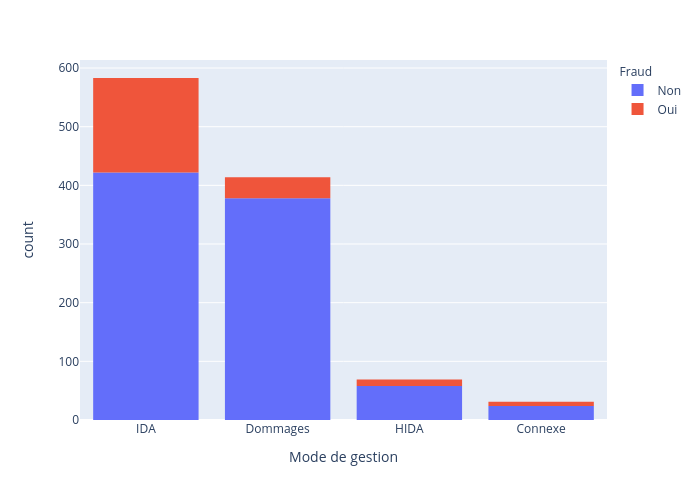 600
500
400
300
200
100
0
count
IDA
Dommages
HIDA
Connexe
Mode de gestion
Fraud
Non
Oui